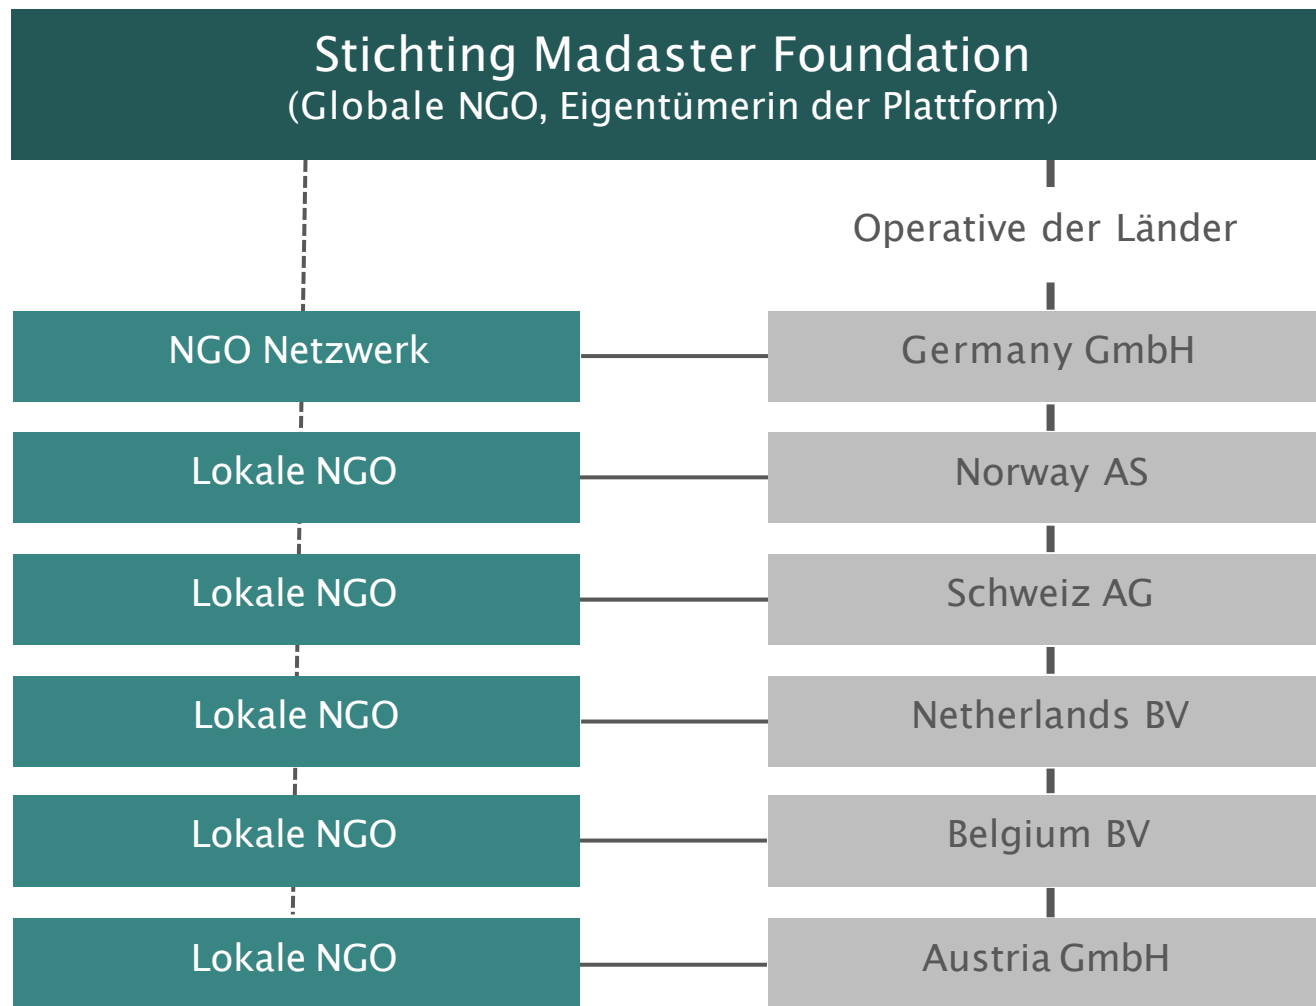 Stichting Madaster Foundation
(Globale NGO, Eigentümerin der Plattform)
Operative der Länder
NGO Netzwerk
Germany GmbH
Lokale NGO
Norway AS
Lokale NGO
Schweiz AG
Lokale NGO
Netherlands BV
Lokale NGO
Belgium BV
Lokale NGO
Austria GmbH